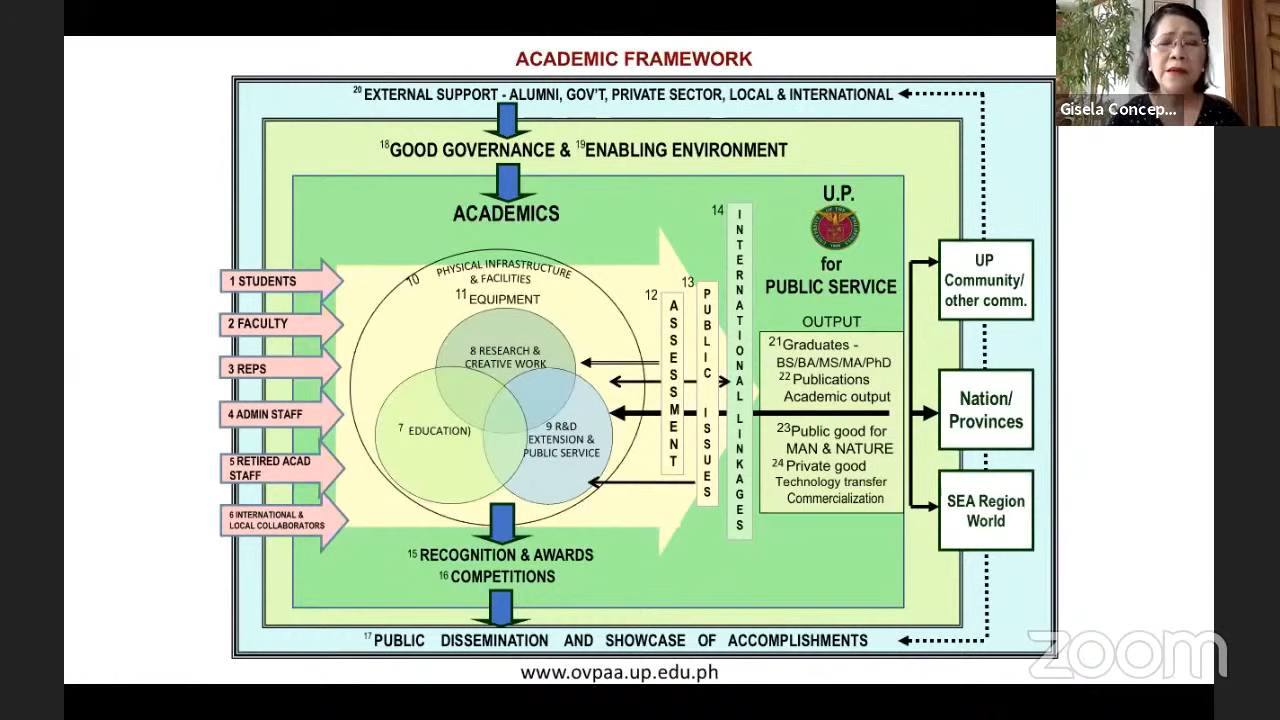 ACADEMIC FRAMEWORK
20 EXTERNAL SUPPORT - ALUMNI, GOV'T, PRIVATE SECTOR, LOCAL & INTERNATIONAL
Gisela Concep...
18 GOOD GOVERNANCE & 19 ENABLING ENVIRONMENT
ACADEMICS
1 STUDENTS
2 FACULTY
3 REPS
4 ADMIN STAFF
5 RETIRED ACAD
STAFF
6 INTERNATIONAL &
LOCAL COLLABORATORS
10 PHYSICAL INFRASTRUCTURE
& FACILITIES
11 EQUIPMENT
8 RESEARCH &
CREATIVE WORK
7 EDUCATION)
9 R&D
EXTENSION &
PUBLIC SERVICE
12 ASSESSMENT
13 PUBLIC ISSUES
14 INTERNATIONAL LINKAGES
U.P.
for
PUBLIC SERVICE
OUTPUT
21 Graduates -
BS/BA/MS/MA/PhD
22 Publications
Academic output
23 Public good for
MAN & NATURE
24 Private good
Technology transfer
Commercialization
UP
Community/
other comm.
Nation/
Provinces
SEA Region
World
15 RECOGNITION & AWARDS
16 COMPETITIONS
17 PUBLIC DISSEMINATION AND SHOWCASE OF ACCOMPLISHMENTS
www.ovpaa.up.edu.ph
zoom